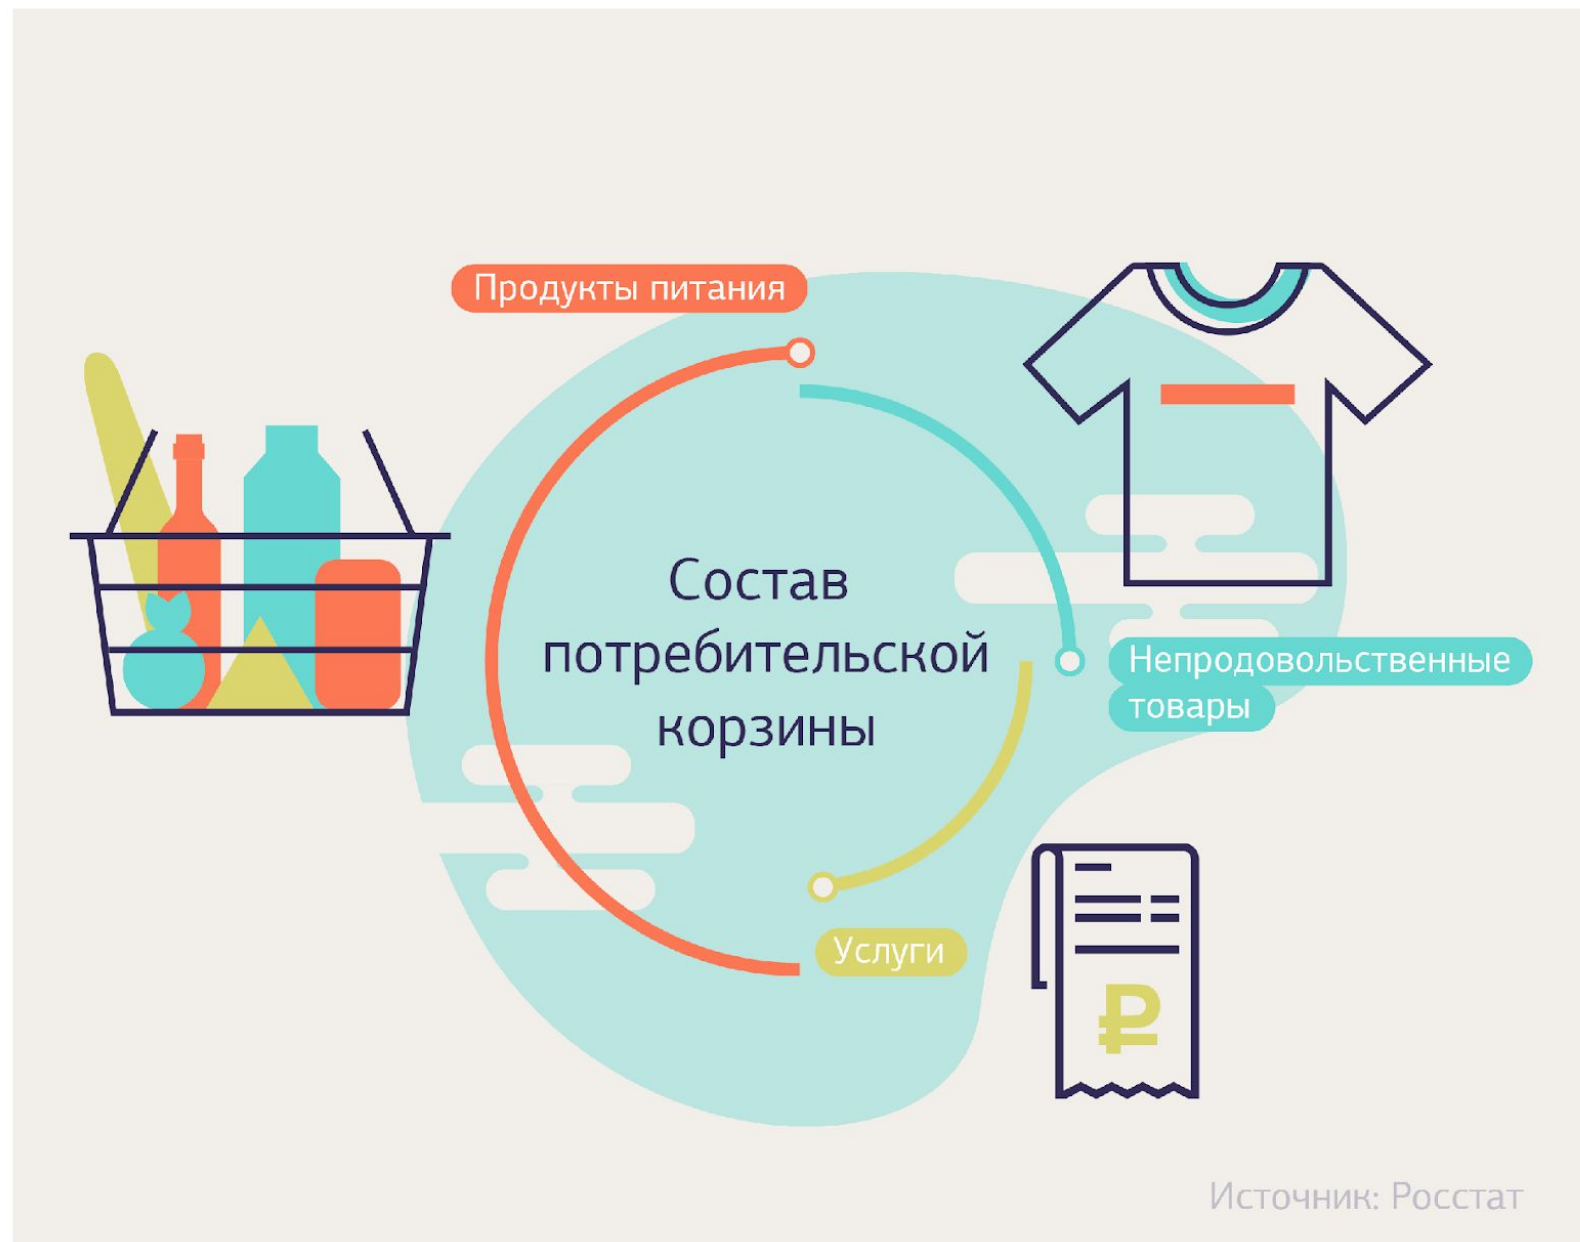 Продукты питания
Состав
потребительской
корзины
Непродовольственные
товары
Услуги
₽
Источник: Росстат